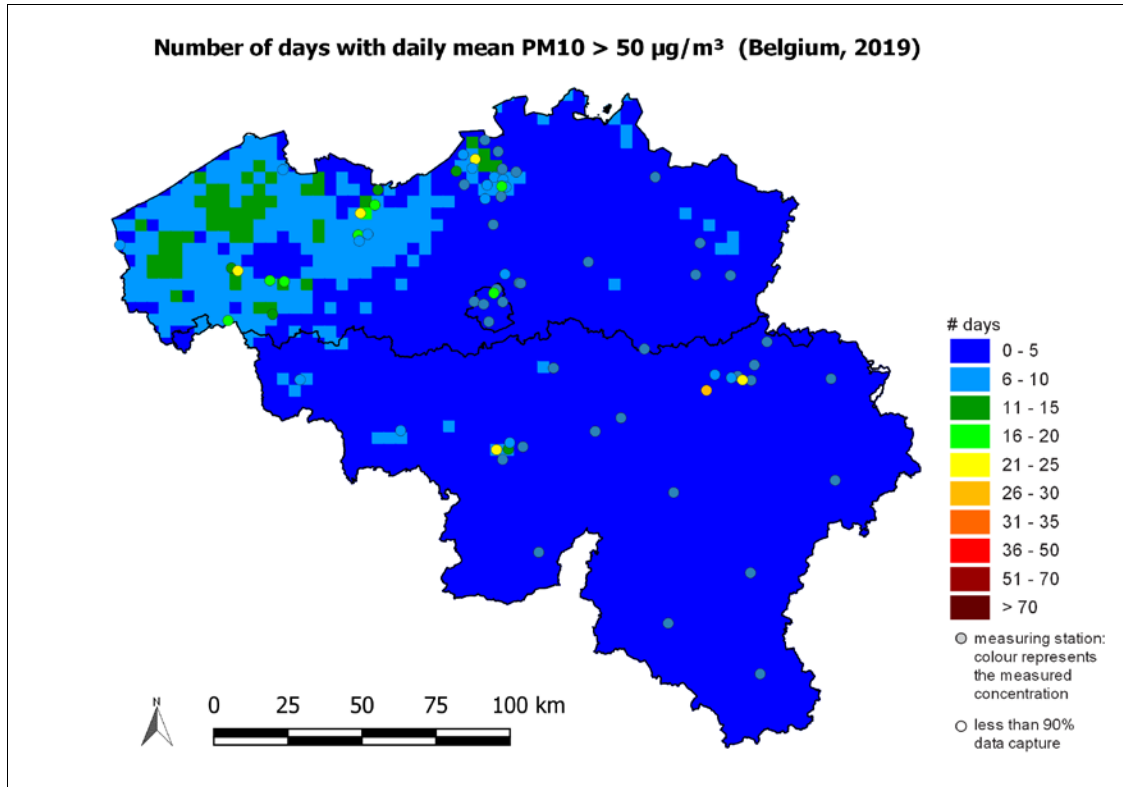 Number of days with daily mean PM10 > 50 µg/m³ (Belgium, 2019)
# days
0 - 5
6 - 10
11 - 15
16 - 20
21 - 25
26 - 30
31 - 35
36 - 50
51 - 70
> 70
measuring station:
colour represents
the measured
concentration
less than 90%
data capture
N
0 25 50 75 100 km